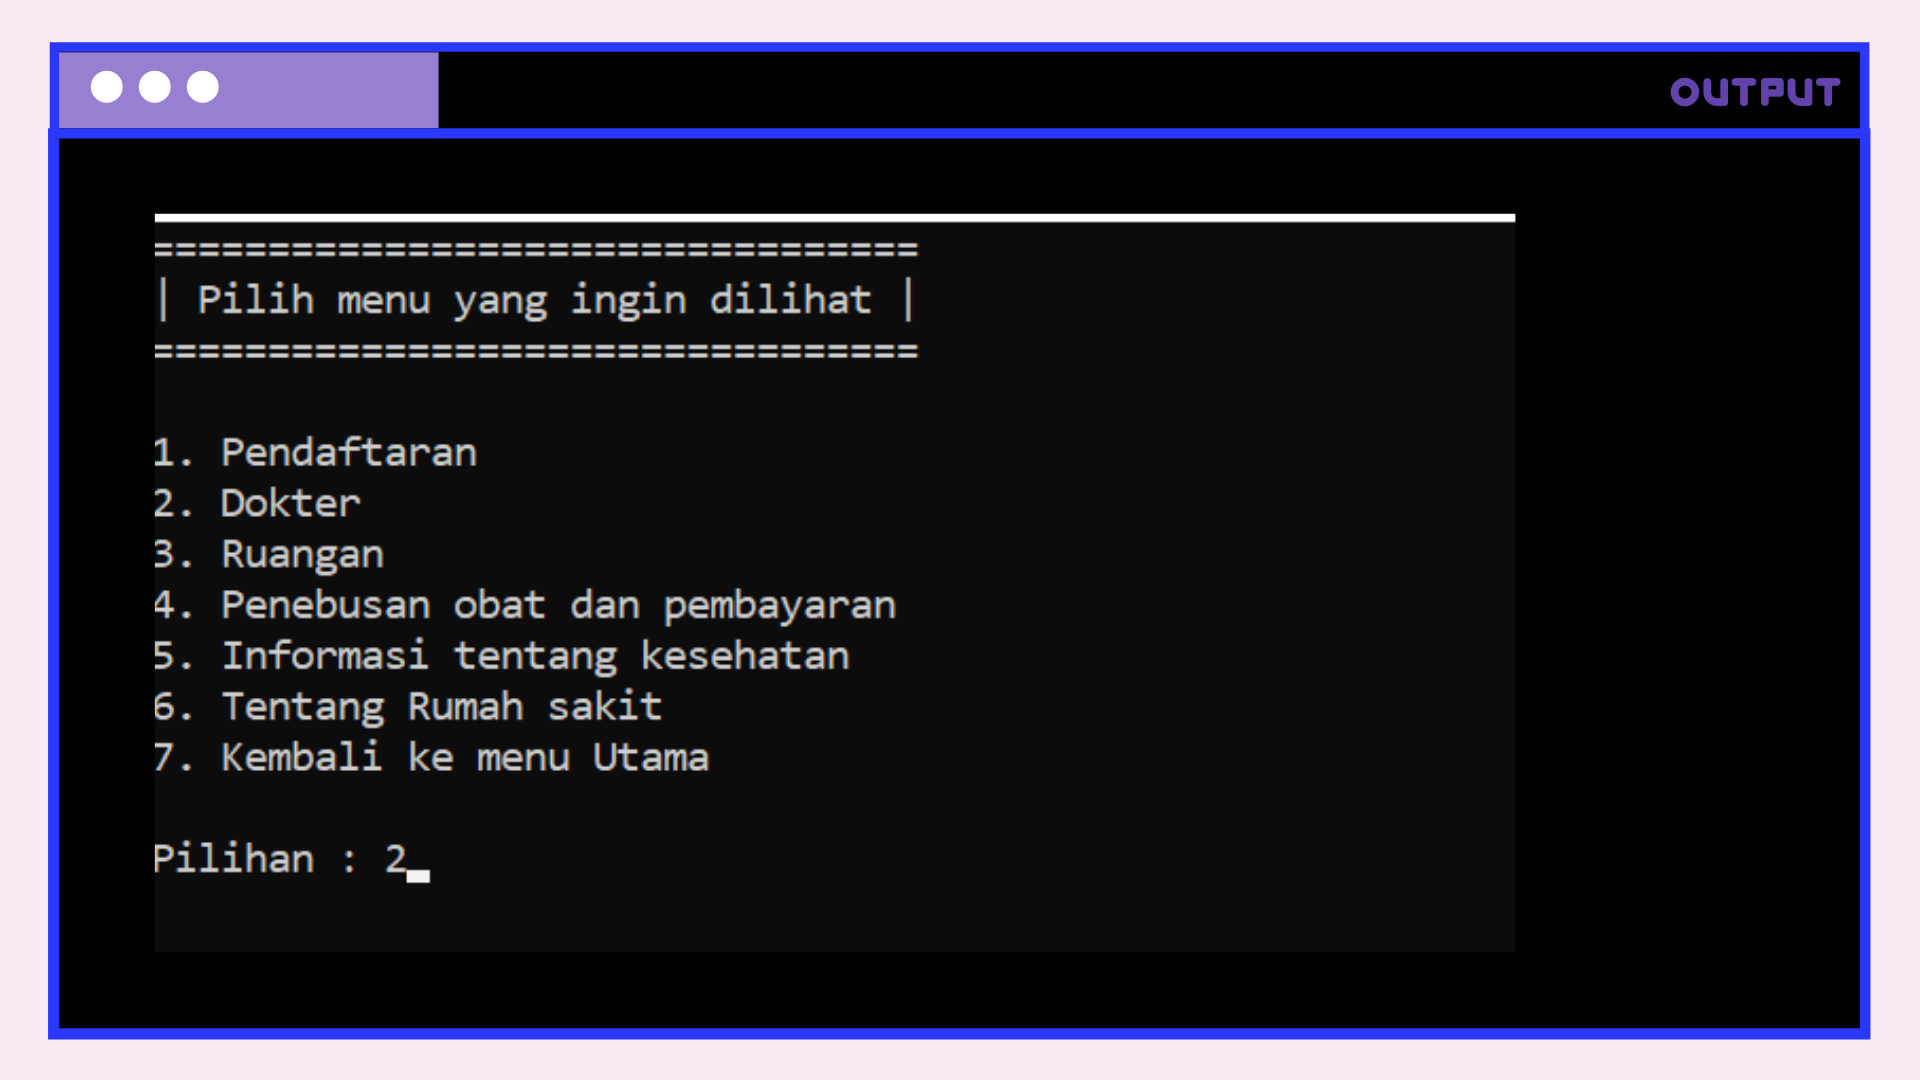 OUTPUT
=================================
| Pilih menu yang ingin dilihat |
=================================
1. Pendaftaran
2. Dokter
3. Ruangan
4. Penebusan obat dan pembayaran
5. Informasi tentang kesehatan
6. Tentang Rumah sakit
7. Kembali ke menu Utama
Pilihan : 2_